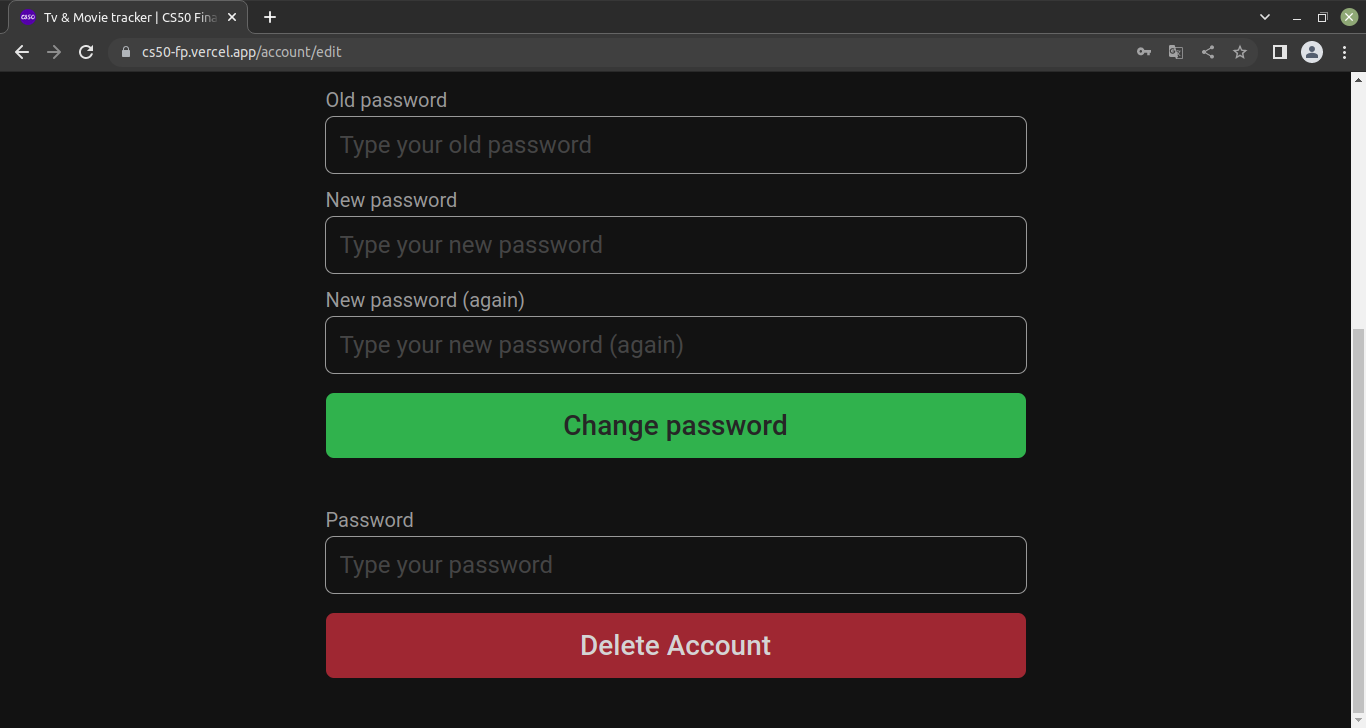 CS50
Tv & Movie tracker | CS50 Fina
cs50-fp.vercel.app/account/edit
Old password
Type your old password
New password
Type your new password
New password (again)
Type your new password (again)
Change password
Password
Type your password
Delete Account